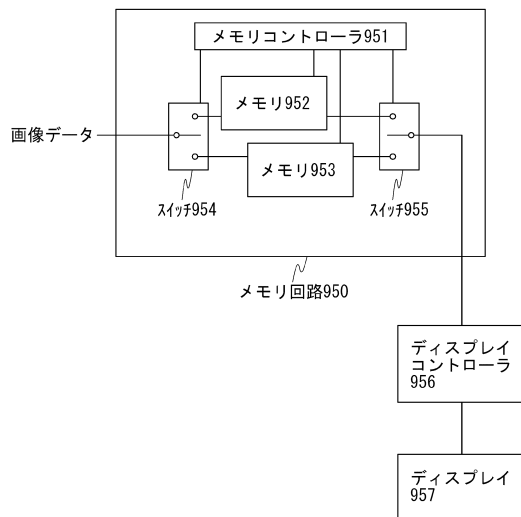 メモリコントローラ951
メモリ952
画像データ
メモリ953
スイッチ954
スイッチ955
メモリ回路950
ディスプレイ
コントローラ
956
ディスプレイ
957